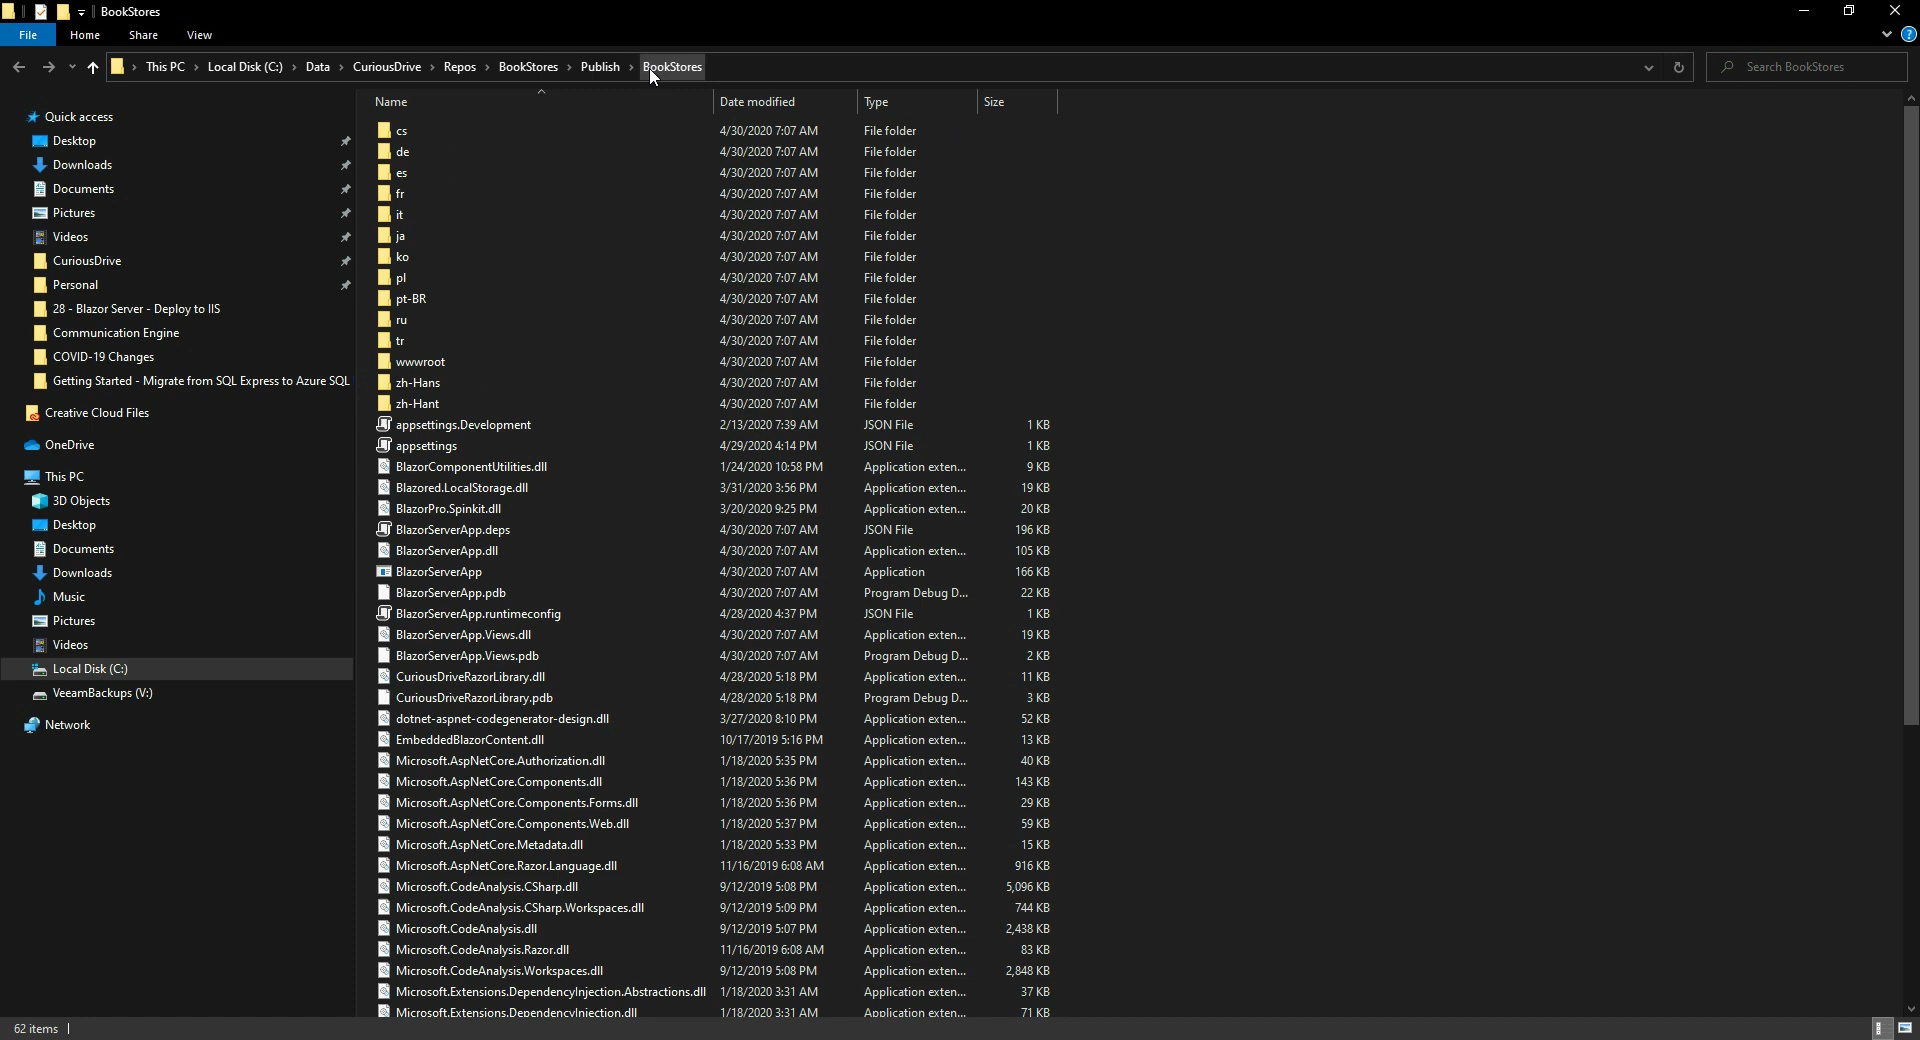 BookStores
File Home Share View
This PC Local Disk (C:) Data CuriousDrive Repos BookStores Publish BookStores Search BookStores
Name Date modified Type Size
Quick access
Desktop
Downloads
Documents
Pictures
Videos
CuriousDrive
Personal
28 - Blazor Server - Deploy to IIS
Communication Engine
COVID-19 Changes
Getting Started - Migrate from SQL Express to Azure SQL
Creative Cloud Files
OneDrive
This PC
3D Objects
Desktop
Documents
Downloads
Music
Pictures
Videos
Local Disk (C:)
VeeamBackups (V:)
Network
cs 4/30/2020 7:07 AM File folder
de 4/30/2020 7:07 AM File folder
es 4/30/2020 7:07 AM File folder
fr 4/30/2020 7:07 AM File folder
it 4/30/2020 7:07 AM File folder
ja 4/30/2020 7:07 AM File folder
ko 4/30/2020 7:07 AM File folder
pl 4/30/2020 7:07 AM File folder
pt-BR 4/30/2020 7:07 AM File folder
ru 4/30/2020 7:07 AM File folder
tr 4/30/2020 7:07 AM File folder
wwwroot 4/30/2020 7:07 AM File folder
zh-Hans 4/30/2020 7:07 AM File folder
zh-Hant 4/30/2020 7:07 AM File folder
appsettings.Development 2/13/2020 7:39 AM JSON File 1 KB
appsettings 4/29/2020 4:14 PM JSON File 1 KB
BlazorComponentUtilities.dll 1/24/2020 10:58 PM Application exten... 9 KB
Blazored.LocalStorage.dll 3/31/2020 3:56 PM Application exten... 19 KB
BlazorPro.Spinkit.dll 3/20/2020 9:25 PM Application exten... 20 KB
BlazorServerApp.deps 4/30/2020 7:07 AM JSON File 196 KB
BlazorServerApp.dll 4/30/2020 7:07 AM Application exten... 105 KB
BlazorServerApp 4/30/2020 7:07 AM Application 166 KB
BlazorServerApp.pdb 4/30/2020 7:07 AM Program Debug D... 22 KB
BlazorServerApp.runtimeconfig 4/28/2020 4:37 PM JSON File 1 KB
BlazorServerApp.Views.dll 4/30/2020 7:07 AM Application exten... 19 KB
BlazorServerApp.Views.pdb 4/30/2020 7:07 AM Program Debug D... 2 KB
CuriousDriveRazorLibrary.dll 4/28/2020 5:18 PM Application exten... 11 KB
CuriousDriveRazorLibrary.pdb 4/28/2020 5:18 PM Program Debug D... 3 KB
dotnet-aspnet-codegenerator-design.dll 3/27/2020 8:10 PM Application exten... 52 KB
EmbeddedBlazorContent.dll 10/17/2019 5:16 PM Application exten... 13 KB
Microsoft.AspNetCore.Authorization.dll 1/18/2020 5:35 PM Application exten... 40 KB
Microsoft.AspNetCore.Components.dll 1/18/2020 5:36 PM Application exten... 143 KB
Microsoft.AspNetCore.Components.Forms.dll 1/18/2020 5:36 PM Application exten... 29 KB
Microsoft.AspNetCore.Components.Web.dll 1/18/2020 5:37 PM Application exten... 59 KB
Microsoft.AspNetCore.Metadata.dll 1/18/2020 5:33 PM Application exten... 15 KB
Microsoft.AspNetCore.Razor.Language.dll 11/16/2019 6:08 AM Application exten... 916 KB
Microsoft.CodeAnalysis.CSharp.dll 9/12/2019 5:08 PM Application exten... 5,096 KB
Microsoft.CodeAnalysis.CSharp.Workspaces.dll 9/12/2019 5:09 PM Application exten... 744 KB
Microsoft.CodeAnalysis.dll 9/12/2019 5:07 PM Application exten... 2,438 KB
Microsoft.CodeAnalysis.Razor.dll 11/16/2019 6:08 AM Application exten... 83 KB
Microsoft.CodeAnalysis.Workspaces.dll 9/12/2019 5:08 PM Application exten... 2,848 KB
Microsoft.Extensions.DependencyInjection.Abstractions.dll 1/18/2020 3:31 AM Application exten... 37 KB
Microsoft.Extensions.DependencyInjection.dll 1/18/2020 3:31 AM Application exten... 71 KB
62 items